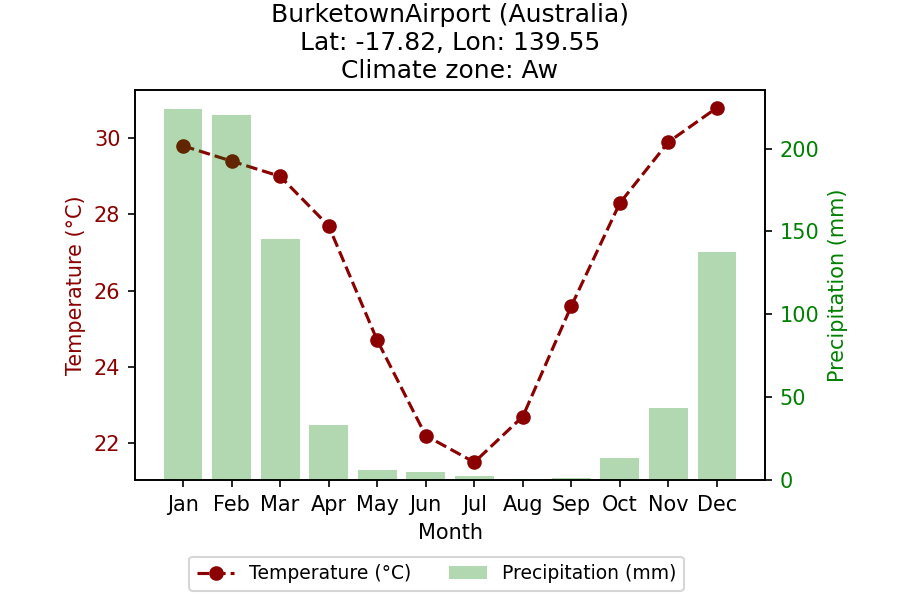 BurketownAirport (Australia)
Lat: -17.82, Lon: 139.55
Climate zone: Aw
Temperature (°C)
30
28
26
24
22
200
150
100
50
0
Precipitation (mm)
Jan Feb Mar Apr May Jun Jul Aug Sep Oct Nov Dec
Month
Temperature (°C) Precipitation (mm)